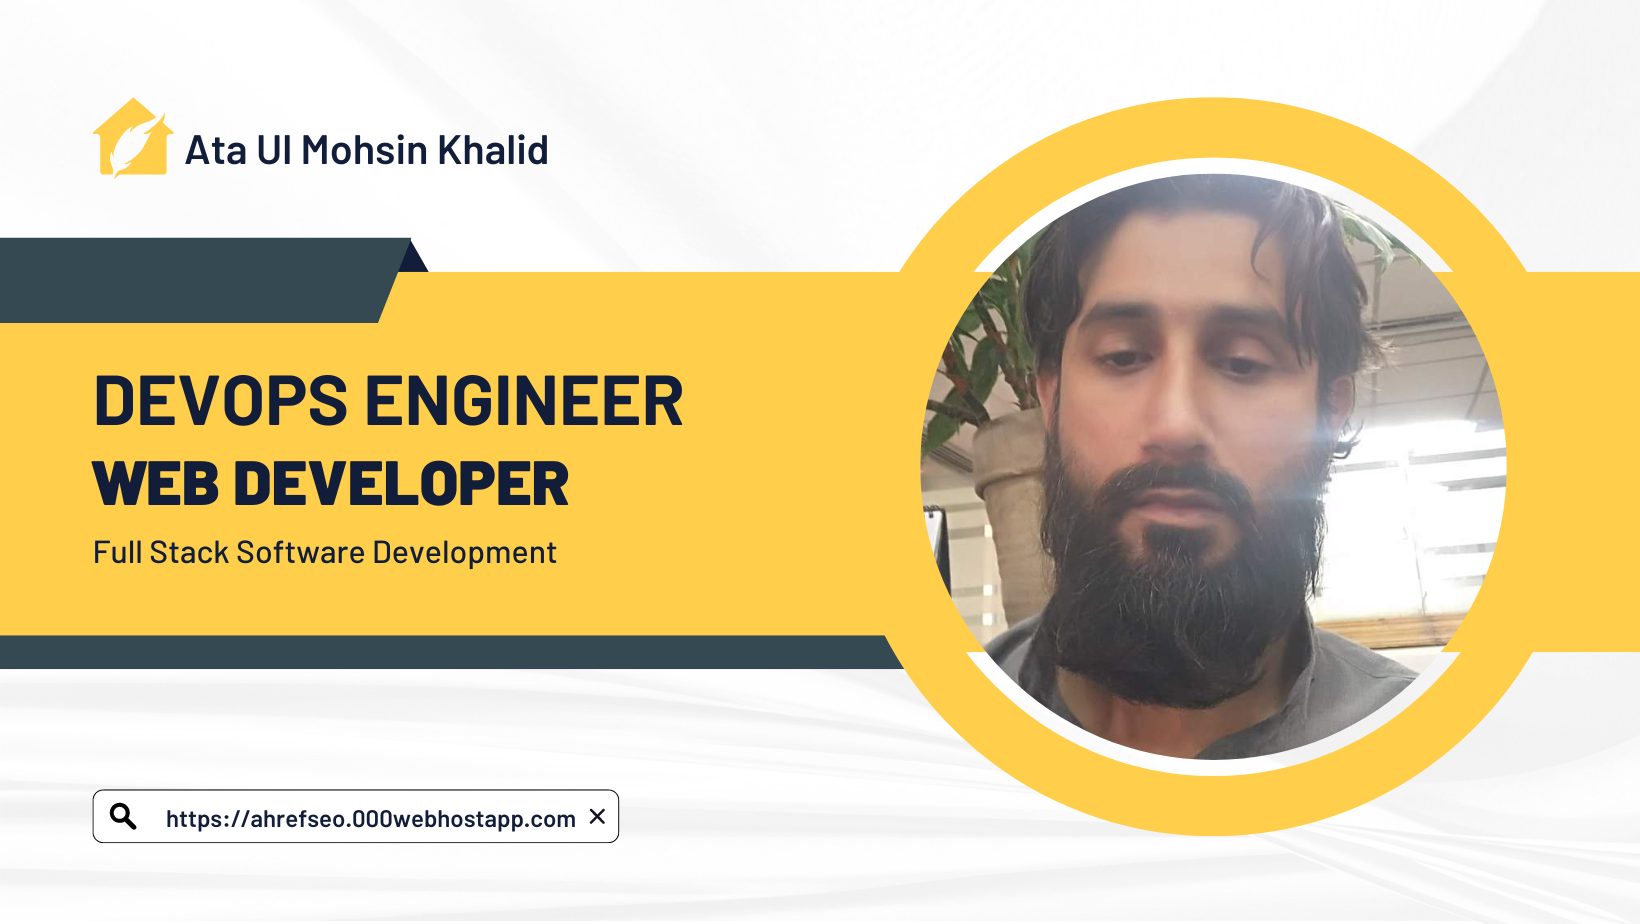 Ata Ul Mohsin Khalid
DEVOPS ENGINEER
WEB DEVELOPER
Full Stack Software Development
https://ahrefseo.000webhostapp.com